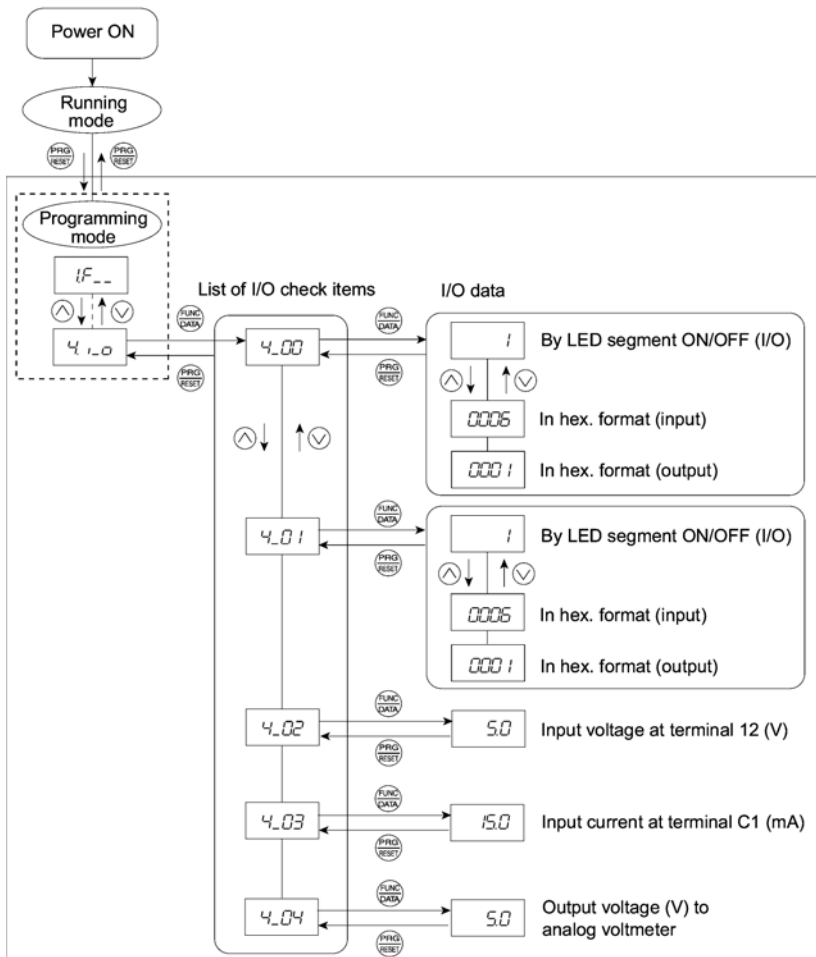 Power ON
Running
mode
PRG
RESET
PRG
RESET
Programming
mode
1.F__
List of I/O check items
I/O data
FUNC
DATA
4.i_o
PRG
RESET
4_00
FUNC
DATA
PRG
RESET
1
By LED segment ON/OFF (I/O)
0006
In hex. format (input)
0001
In hex. format (output)
4_01
FUNC
DATA
PRG
RESET
1
By LED segment ON/OFF (I/O)
0006
In hex. format (input)
0001
In hex. format (output)
4_02
FUNC
DATA
PRG
RESET
5.0
Input voltage at terminal 12 (V)
4_03
FUNC
DATA
PRG
RESET
15.0
Input current at terminal C1 (mA)
4_04
FUNC
DATA
PRG
RESET
5.0
Output voltage (V) to
analog voltmeter